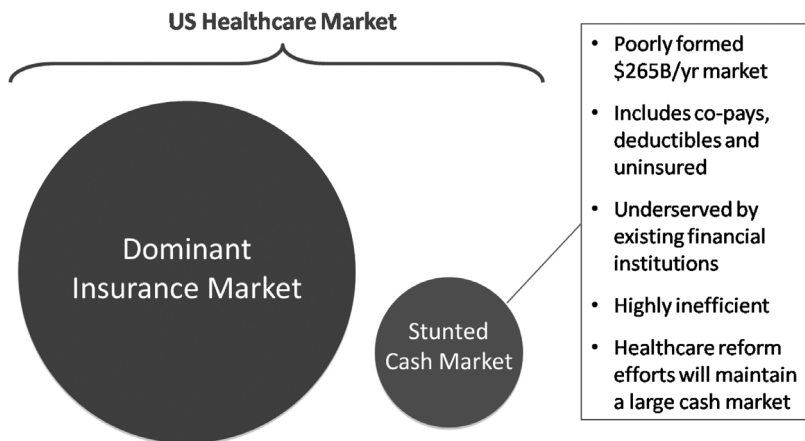 US Healthcare Market
Dominant
Insurance Market
Stunted
Cash Market
• Poorly formed
$265B/yr market
• Includes co-pays,
deductibles and
uninsured
• Underserved by
existing financial
institutions
• Highly inefficient
• Healthcare reform
efforts will maintain
a large cash market